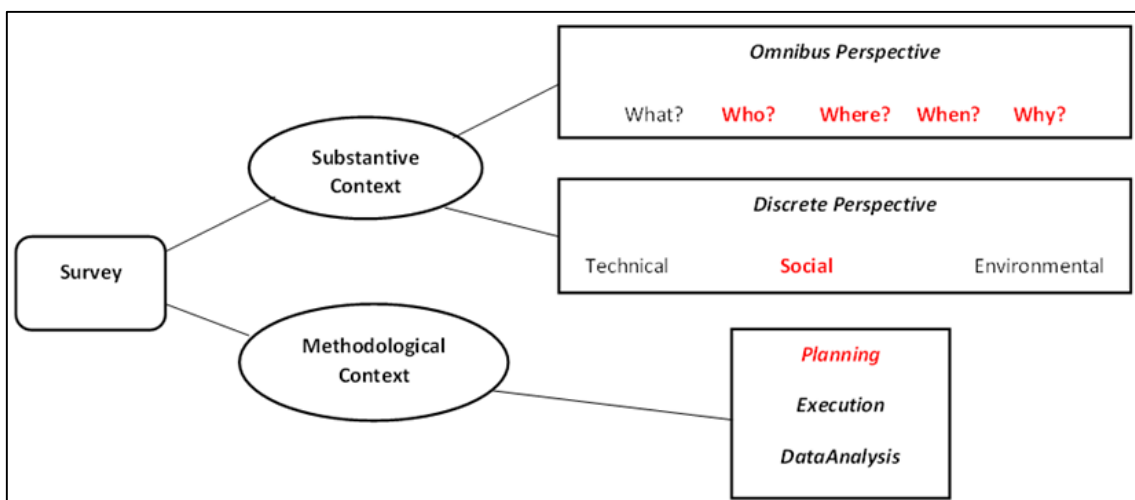 Omnibus Perspective
What? Who? Where? When? Why?
Substantive
Context
Discrete Perspective
Technical Social Environmental
Survey
Methodological
Context
Planning
Execution
DataAnalysis